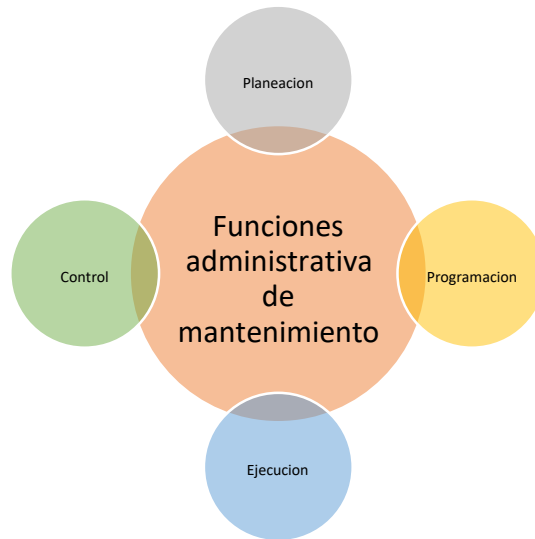 Planeacion
Funciones
administrativa
de
mantenimiento
Control
Programacion
Ejecucion